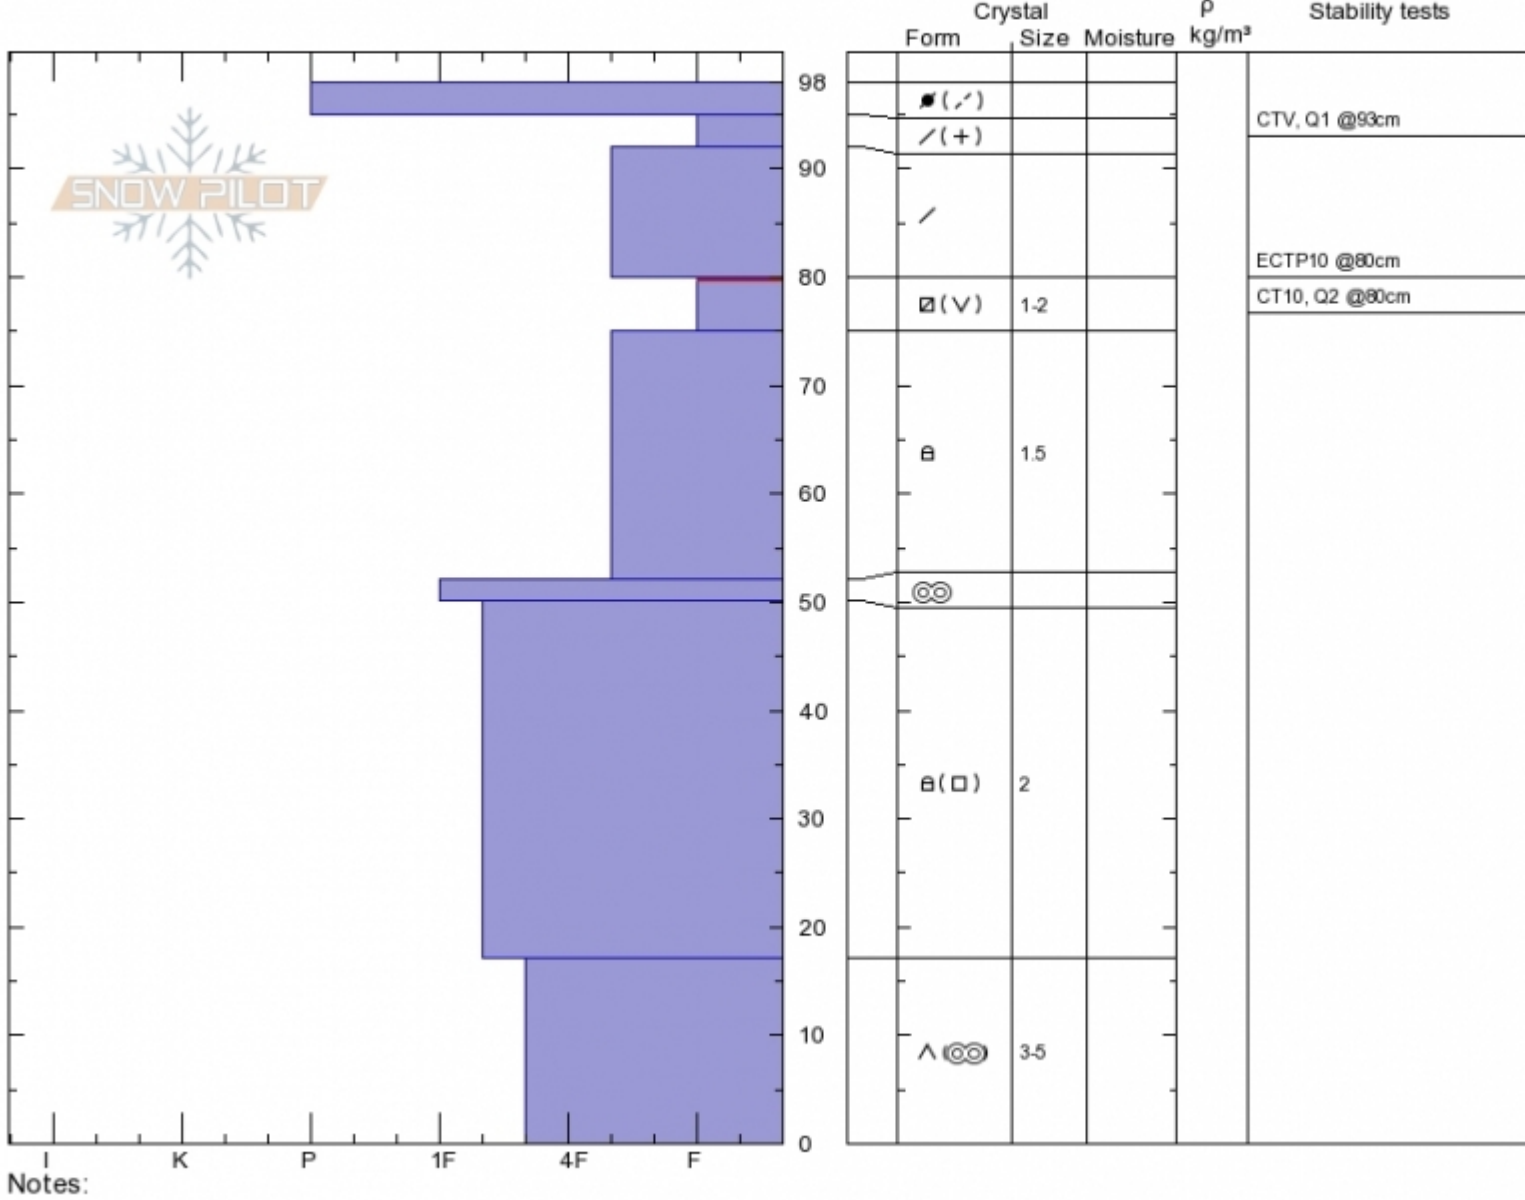 Crystal
ρ
Stability tests
Form
Size
Moisture
kg/m³
98
CTV, Q1 @93cm
(+)
90
SNOW PILOT
ECTP10 @80cm
80
CT10, Q2 @80cm
1-2
70
1.5
60
50
40
30
2
20
10
3-5
0
I K P 1F 4F F
Notes: